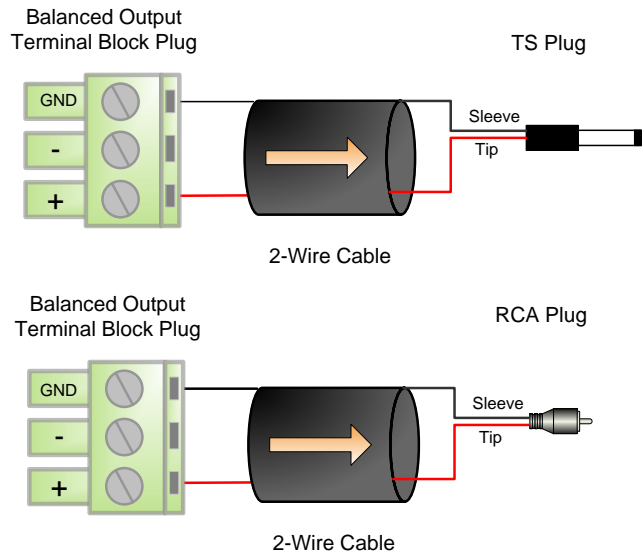 Balanced Output
Terminal Block Plug
TS Plug
GND
-
+
Sleeve
Tip
2-Wire Cable
Balanced Output
Terminal Block Plug
RCA Plug
GND
-
+
Sleeve
Tip
2-Wire Cable